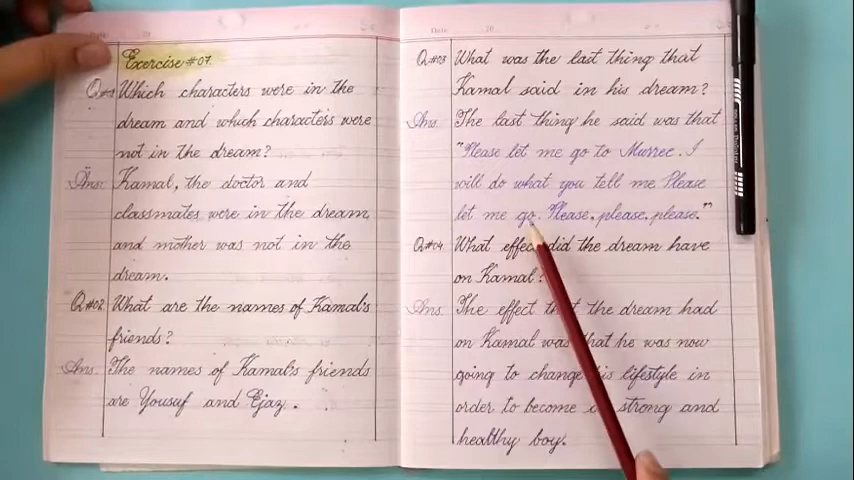 Exercise #07
Q#01 Which characters were in the
dream and which characters were
not in the dream?
Ans: Kamal, the doctor and
classmates were in the dream
and mother was not in the
dream.
Q#02 What are the names of Kamal's
friends?
Ans. The names of Kamal's friends
are Yousuf and Ejaz.
Q#03 What was the last thing that
Kamal said in his dream?
Ans. The last thing he said was that
"Please let me go to Murree. I
will do what you tell me Please
let me go. Please, please, please."
Q#04. What effect did the dream have
on Kamal?
Ans. The effect that the dream had
on Kamal was that he was now
going to change his lifestyle in
order to become a strong and
healthy boy.